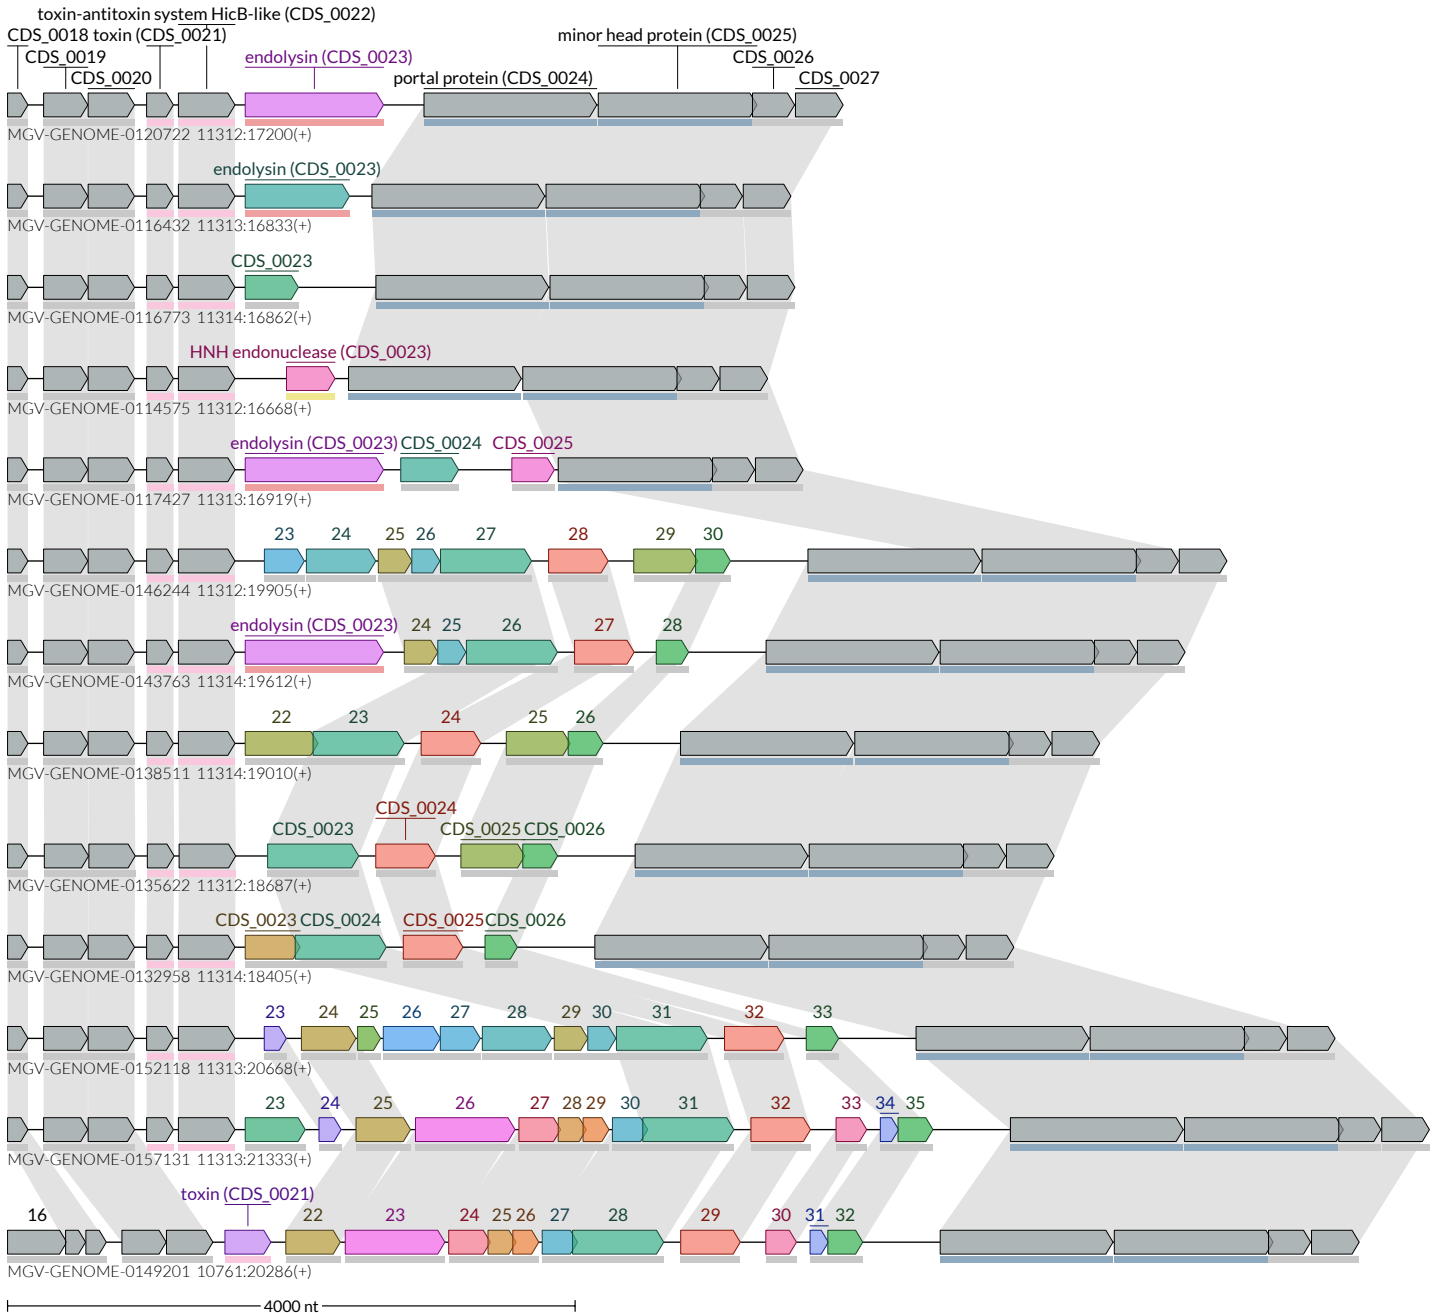 toxin-antitoxin system HicB-like (CDS_0022)
CDS_0018 toxin (CDS_0021) minor head protein (CDS_0025)
CDS_0019 endolysin (CDS_0023) CDS_0026
CDS_0020 portal protein (CDS_0024) CDS_0027
MGV-GENOME-0120722 11312:17200(+)
endolysin (CDS_0023)
MGV-GENOME-0116432 11313:16833(+)
CDS_0023
MGV-GENOME-0116773 11314:16862(+)
HNH endonuclease (CDS_0023)
MGV-GENOME-0114575 11312:16668(+)
endolysin (CDS_0023) CDS_0024 CDS_0025
MGV-GENOME-0117427 11313:16919(+)
23 24 25 26 27 28 29 30
MGV-GENOME-0146244 11312:19905(+)
endolysin (CDS_0023) 24 25 26 27 28
MGV-GENOME-0143763 11314:19612(+)
22 23 24 25 26
MGV-GENOME-0138511 11314:19010(+)
CDS_0024
CDS_0023 CDS_0025 CDS_0026
MGV-GENOME-0135622 11312:18687(+)
CDS_0023 CDS_0024 CDS_0025 CDS_0026
MGV-GENOME-0132958 11314:18405(+)
23 24 25 26 27 28 29 30 31 32 33
MGV-GENOME-0152118 11313:20668(+)
23 24 25 26 27 28 29 30 31 32 33 34 35
MGV-GENOME-0157131 11313:21333(+)
toxin (CDS_0021)
16 22 23 24 25 26 27 28 29 30 31 32
MGV-GENOME-0149201 10761:20286(+)
4000 nt